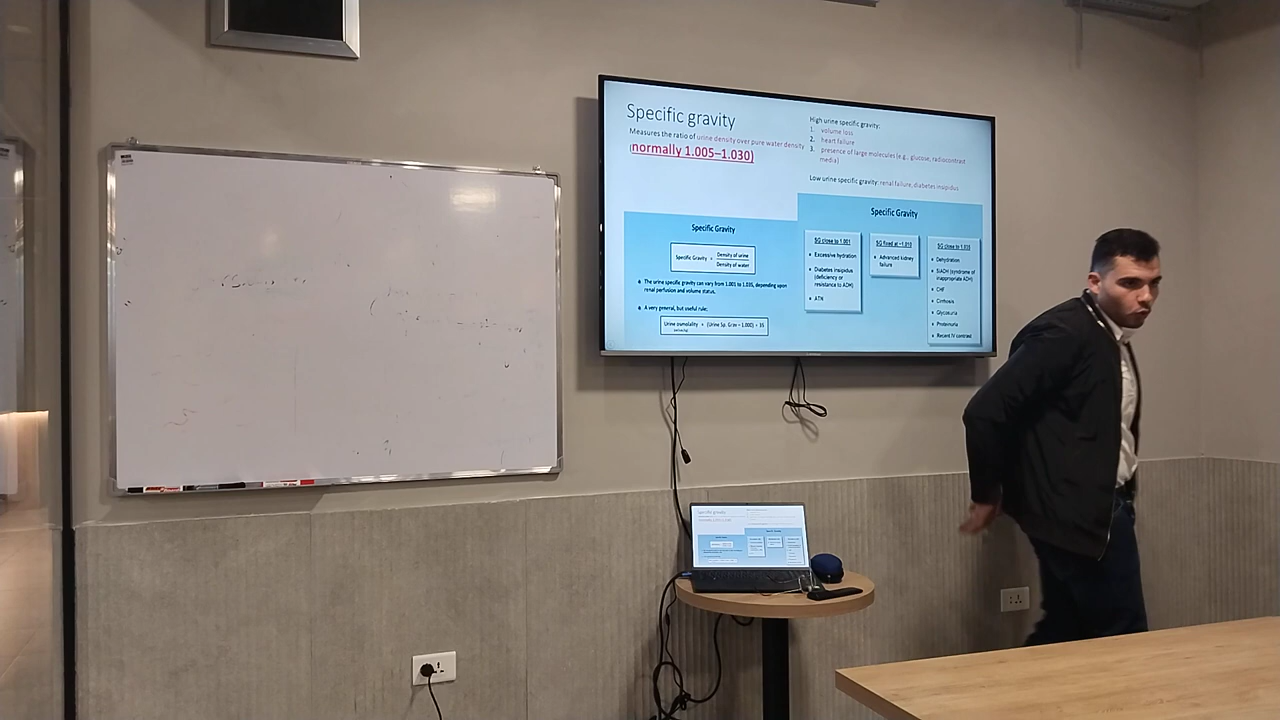 Specific gravity
Measures the ratio of urine density over pure water density
(normally 1.005–1.030)
High urine specific gravity:
1. volume loss
2. heart failure
3. presence of large molecules (e.g., glucose, radiocontrast
media)
Low urine specific gravity: renal failure, diabetes insipidus
Specific Gravity
Specific Gravity = Density of urine
Density of water
The urine specific gravity can vary from 1.001 to 1.035, depending upon
renal perfusion and volume status.
A very general, but useful rule:
Urine osmolality = (Urine Sp. Grav – 1.000) × 35
Specific Gravity
SG close to 1.001
Excessive hydration
Diabetes insipidus
(deficiency or
resistance to ADH)
ATN
SG fixed at ~1.010
Advanced kidney
failure
SG close to 1.035
Dehydration
SIADH (syndrome of
inappropriate ADH)
CHF
Cirrhosis
Glycosuria
Proteinuria
Recent IV contrast
Specific gravity